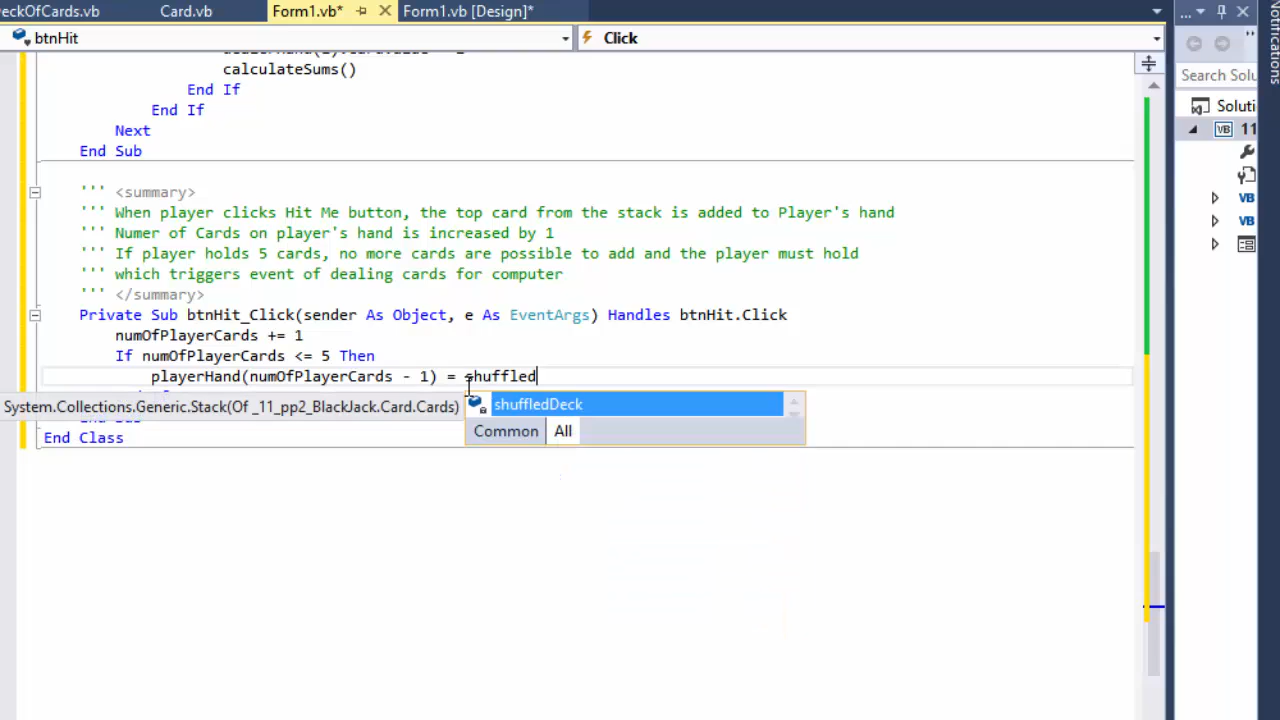 eckOfCards.vb Card.vb Form1.vb* Form1.vb [Design]*
btnHit Click
calculateSums()
End If
End If
Next
End Sub
''' <summary>
''' When player clicks Hit Me button, the top card from the stack is added to Player's hand
''' Numer of Cards on player's hand is increased by 1
''' If player holds 5 cards, no more cards are possible to add and the player must hold
''' which triggers event of dealing cards for computer
''' </summary>
Private Sub btnHit_Click(sender As Object, e As EventArgs) Handles btnHit.Click
numOfPlayerCards += 1
If numOfPlayerCards <= 5 Then
playerHand(numOfPlayerCards - 1) = shuffled
System.Collections.Generic.Stack(Of _11_pp2_BlackJack.Card.Cards) shuffledDeck
Common All
End Class
Search Solu
Soluti
VB 11
VB
VB
Notifications